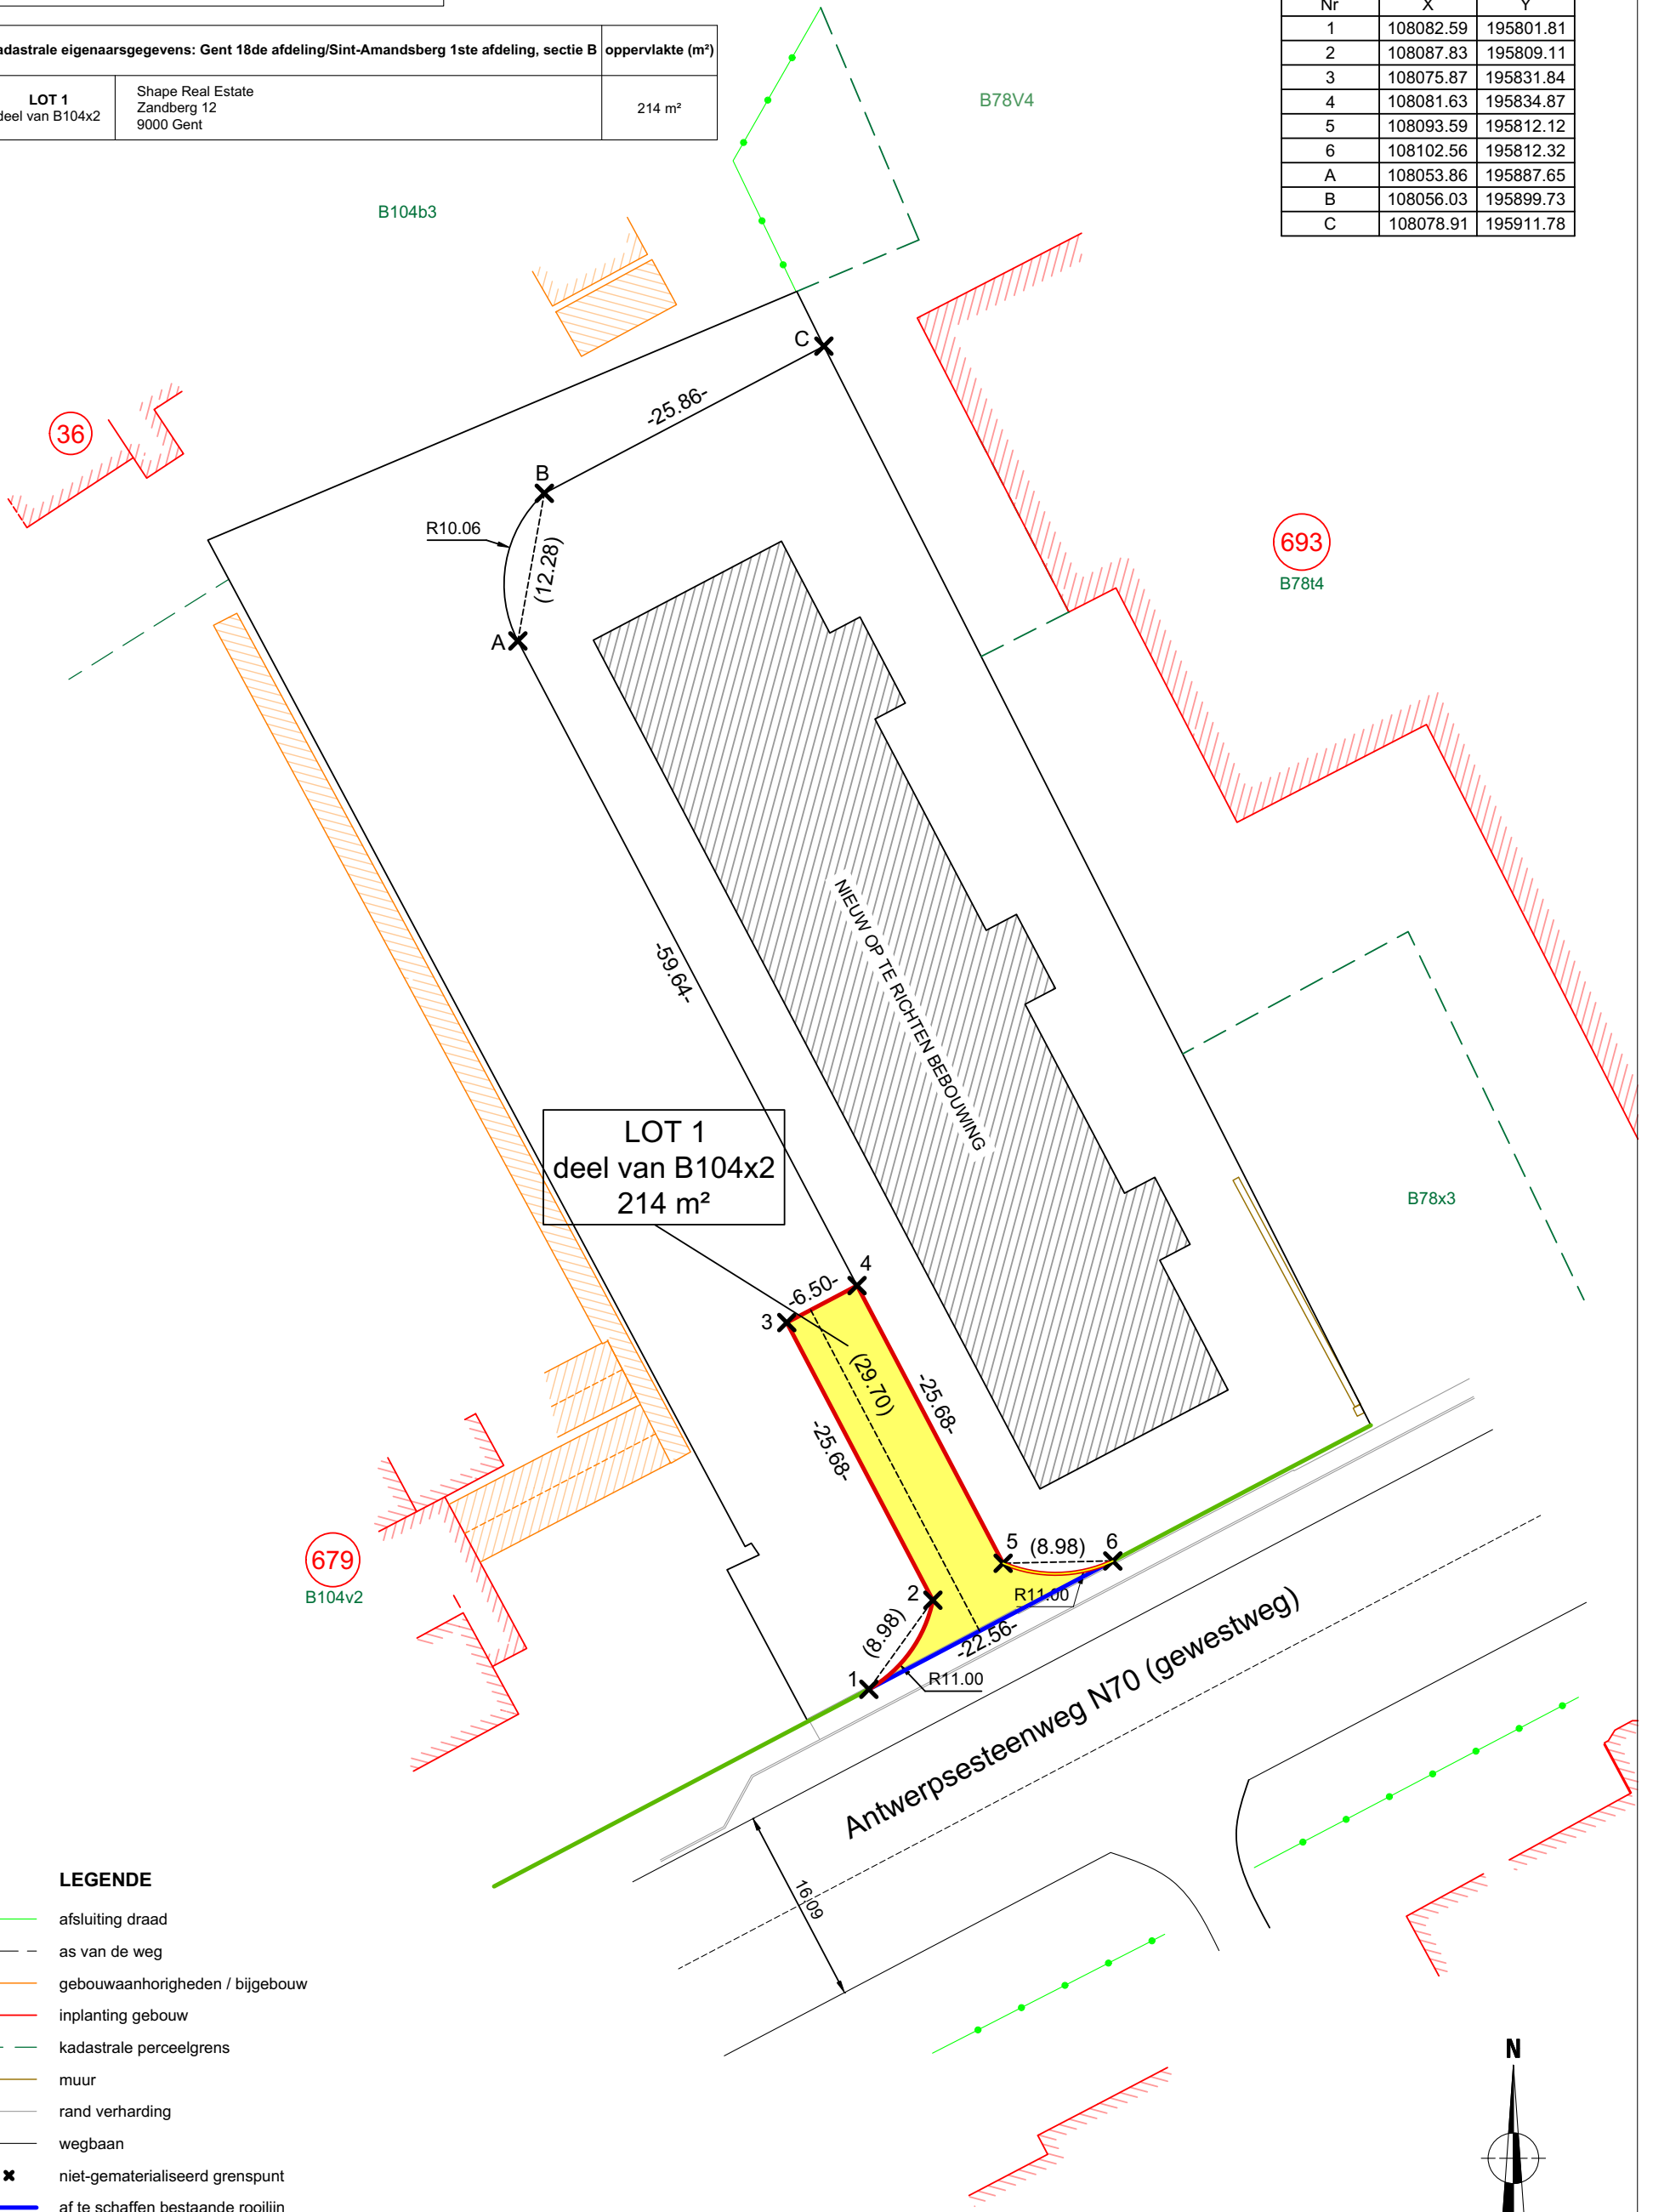 adastrale eigenaarsgegevens: Gent 18de afdeling/Sint-Amandsberg 1ste afdeling, sectie B oppervlakte (m²)
LOT 1
deel van B104x2
Shape Real Estate
Zandberg 12
9000 Gent
214 m²
Nr X Y
1 108082.59 195801.81
2 108087.83 195809.11
3 108075.87 195831.84
4 108081.63 195834.87
5 108093.59 195812.12
6 108102.56 195812.32
A 108053.86 195887.65
B 108056.03 195899.73
C 108078.91 195911.78
B78V4
B104b3
C
-25.86-
36
B
R10.06
(12.28)
A
693
B78t4
NIEUW OP TE RICHTEN BEBOUWING
-59.64-
LOT 1
deel van B104x2
214 m²
B78x3
4
-6.50-
3
(29.70)
-25.68-
-25.68-
5
(8.98)
6
679
B104v2
2
R11.00
(8.98)
-22.56-
1
R11.00
Antwerpsesteenweg N70 (gewestweg)
16.09
LEGENDE
afsluiting draad
as van de weg
gebouwaanhorigheden / bijgebouw
inplanting gebouw
kadastrale perceelgrens
muur
rand verharding
wegbaan
niet-gematerialiseerd grenspunt
af te schaffen bestaande rooilijn
N